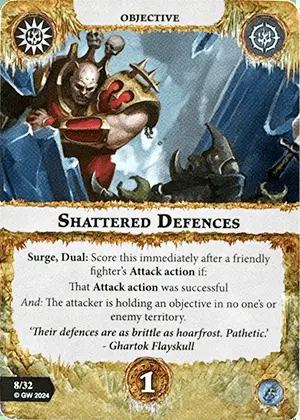 OBJECTIVE
SHATTERED DEFENCES
Surge, Dual: Score this immediately after a friendly
fighter's Attack action if:
That Attack action was successful
And: The attacker is holding an objective in no one's or
enemy territory.
'Their defences are as brittle as hoarfrost. Pathetic.'
- Ghartok Flayskull
8/32
© GW 2024
1